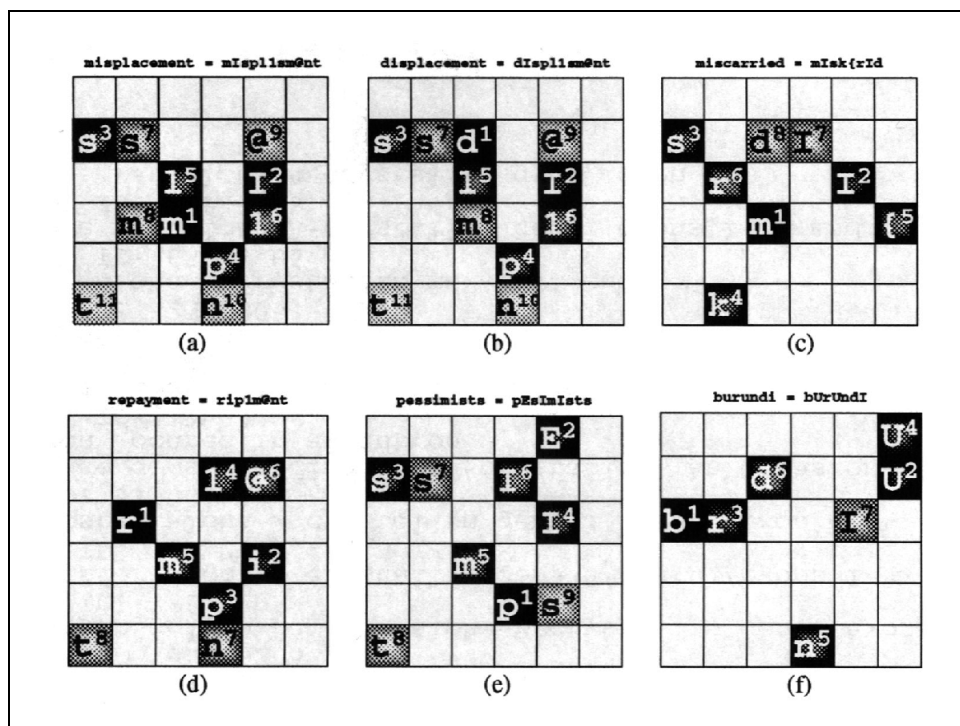 misplacement = mIspl1sm@nt
s3 s7 @9
l5 I2
m8 m1 16
p4
t11 n10
(a)
displacement = dIspl1sm@nt
s3 s7 d1 @9
l5 I2
m8 16
p4
t11 n10
(b)
miscarried = mIsk{rId
s3 d8 I7
r6 I2
m1 {5
k4
(c)
repayment = rip1m@nt
14 @6
r1
m5 i2
p3
t8 n7
(d)
pessimists = pEsImIsts
E2
s3 s7 I6
I4
m5
p1 s9
t8
(e)
burundi = bUrUndI
U4
d6 U2
b1 r3 I7
n5
(f)